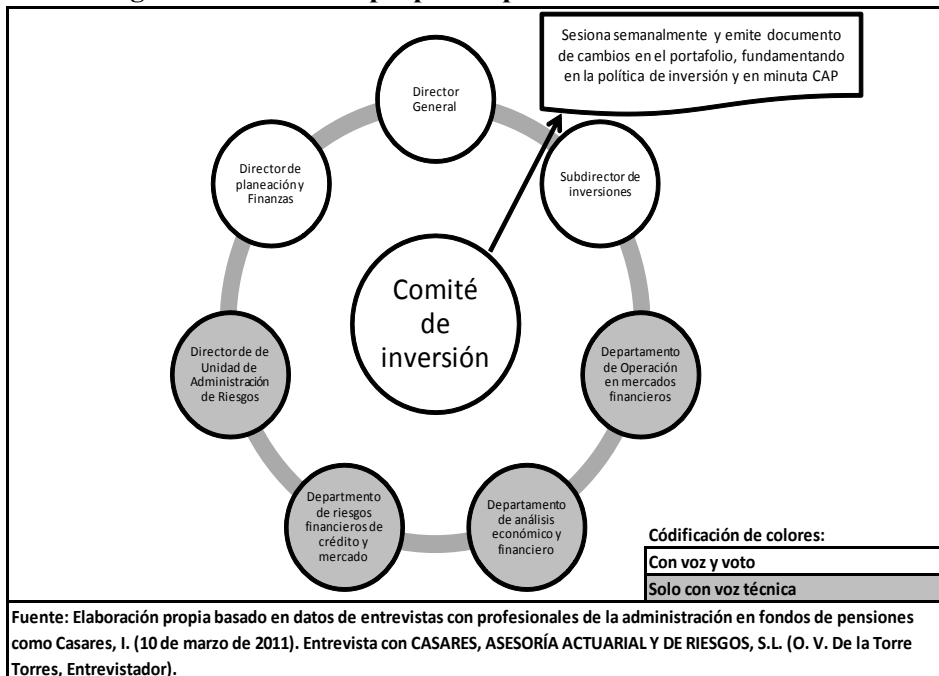 Sesiona semanalmente y emite documento
de cambios en el portafolio, fundamentando
en la política de inversión y en minuta CAP
Director
General
Director de
planeación y
Finanzas
Subdirector de
inversiones
Comité
de
inversión
Director de de
Unidad de
Administración
de Riesgos
Departamento
de Operación
en mercados
financieros
Departmento
de riesgos
financieros de
crédito y
mercado
Departamento
de análisis
económico y
financiero
Códificación de colores:
Con voz y voto
Solo con voz técnica
Fuente: Elaboración propia basado en datos de entrevistas con profesionales de la administración en fondos de pensiones
como Casares, I. (10 de marzo de 2011). Entrevista con CASARES, ASESORÍA ACTUARIAL Y DE RIESGOS, S.L. (O. V. De la Torre
Torres, Entrevistador).